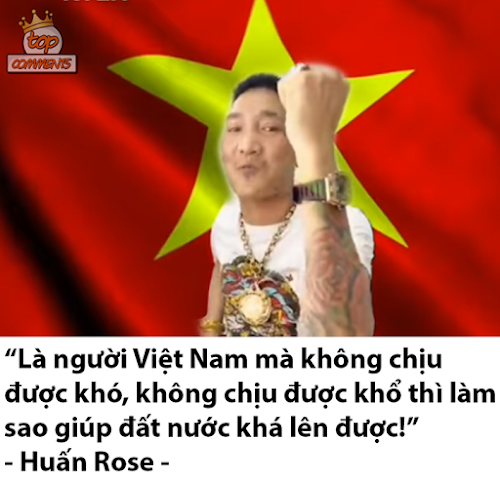 top
COMMENTS
“Là người Việt Nam mà không chịu
được khó, không chịu được khổ thì làm
sao giúp đất nước khá lên được!”
- Huấn Rose -